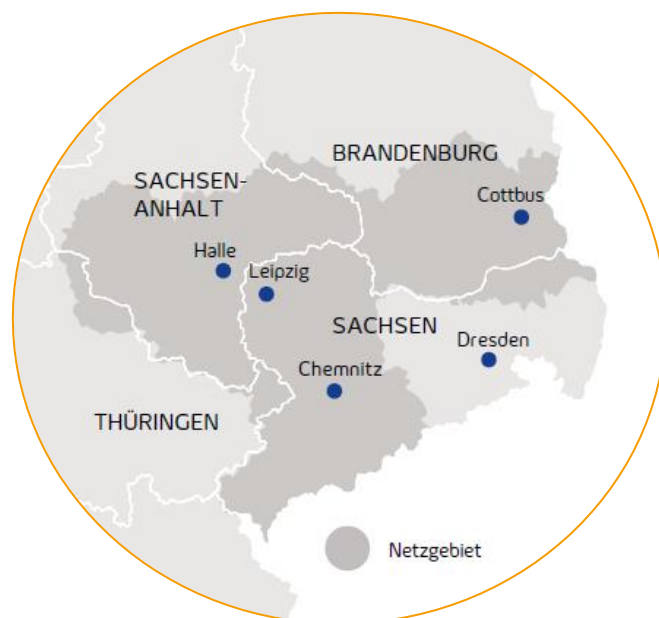 BRANDENBURG
SACHSEN-
ANHALT
Cottbus
Halle
Leipzig
SACHSEN
Dresden
Chemnitz
THÜRINGEN
Netzgebiet